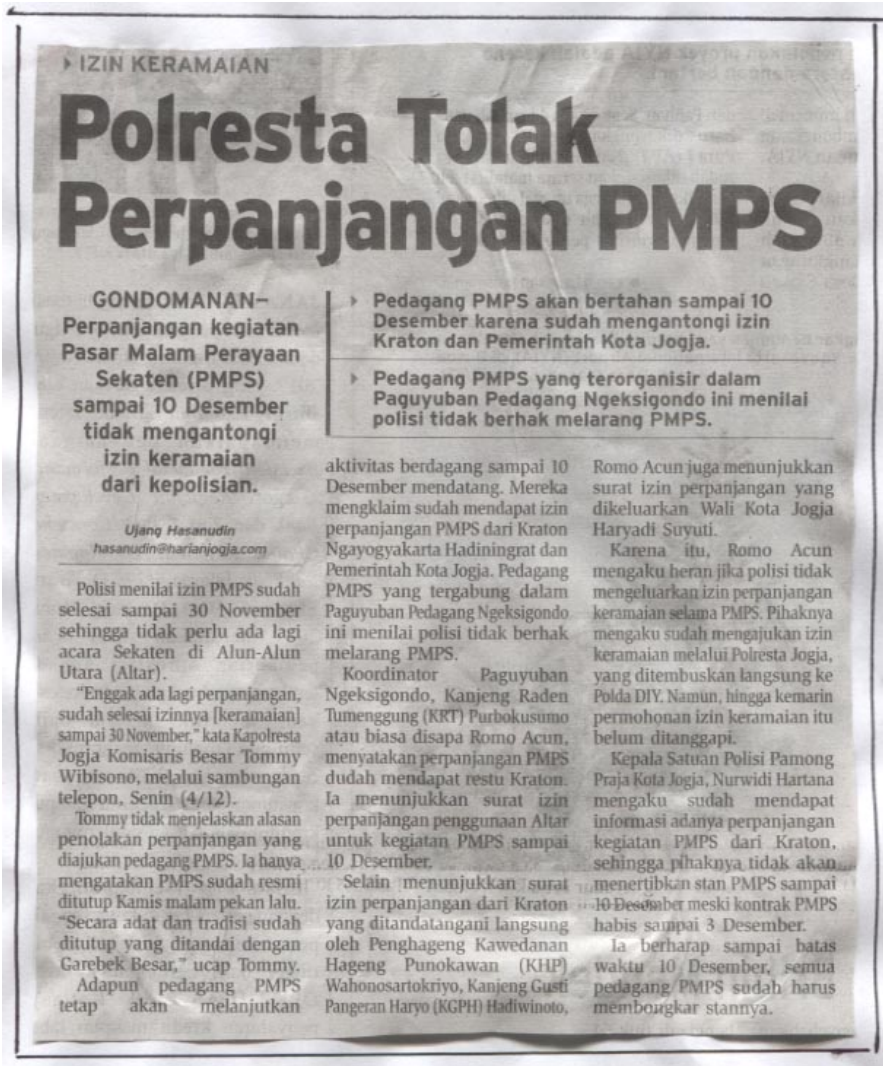 IZIN KERAMAIAN
Polresta Tolak
Perpanjangan PMPS
GONDOMANAN—
Perpanjangan kegiatan
Pasar Malam Perayaan
Sekaten (PMPS)
sampai 10 Desember
tidak mengantongi
izin keramaian
dari kepolisian.
Pedagang PMPS akan bertahan sampai 10
Desember karena sudah mengantongi izin
Kraton dan Pemerintah Kota Jogja.
Pedagang PMPS yang terorganisir dalam
Paguyuban Pedagang Ngeksigondo ini menilai
polisi tidak berhak melarang PMPS.
Ujang Hasanudin
hasanudin@harianjogja.com
Polisi menilai izin PMPS sudah
selesai sampai 30 November
sehingga tidak perlu ada lagi
acara Sekaten di Alun-Alun
Utara (Altar).
"Enggak ada lagi perpanjangan,
sudah selesai izinnya [keramaian]
sampai 30 November," kata Kapolresta
Jogja Komisaris Besar Tommy
Wibisono, melalui sambungan
telepon, Senin (4/12).
Tommy tidak menjelaskan alasan
penolakan perpanjangan yang
diajukan pedagang PMPS. Ia hanya
mengatakan PMPS sudah resmi
ditutup Kamis malam pekan lalu.
"Secara adat dan tradisi sudah
ditutup yang ditandai dengan
Garebek Besar," ucap Tommy.
Adapun pedagang PMPS
tetap akan melanjutkan
aktivitas berdagang sampai 10
Desember mendatang. Mereka
mengklaim sudah mendapat izin
perpanjangan PMPS dari Kraton
Ngayogyakarta Hadiningrat dan
Pemerintah Kota Jogja. Pedagang
PMPS yang tergabung dalam
Paguyuban Pedagang Ngeksigondo
ini menilai polisi tidak berhak
melarang PMPS.
Koordinator Paguyuban
Ngeksigondo, Kanjeng Raden
Tumenggung (KRT) Purbokusumo
atau biasa disapa Romo Acun,
menyatakan perpanjangan PMPS
dudah mendapat restu Kraton.
Ia menunjukkan surat izin
perpanjangan penggunaan Altar
untuk kegiatan PMPS sampai
10 Desember.
Selain menunjukkan surat
izin perpanjangan dari Kraton
yang ditandatangani langsung
oleh Penghageng Kawedanan
Hageng Punokawan (KHP)
Wahonosartokriyo, Kanjeng Gusti
Pangeran Haryo (KGPH) Hadiwinoto,
Romo Acun juga menunjukkan
surat izin perpanjangan yang
dikeluarkan Wali Kota Jogja
Haryadi Suyuti.
Karena itu, Romo Acun
mengaku heran jika polisi tidak
mengeluarkan izin perpanjangan
keramaian selama PMPS. Pihaknya
mengaku sudah mengajukan izin
keramaian melalui Polresta Jogja,
yang ditembuskan langsung ke
Polda DIY. Namun, hingga kemarin
permohonan izin keramaian itu
belum ditanggapi.
Kepala Satuan Polisi Pamong
Praja Kota Jogja, Nurwidi Hartana
mengaku sudah mendapat
informasi adanya perpanjangan
kegiatan PMPS dari Kraton,
sehingga pihaknya tidak akan
menertibkan stan PMPS sampai
10 Desember meski kontrak PMPS
habis sampai 3 Desember.
Ia berharap sampai batas
waktu 10 Desember, semua
pedagang PMPS sudah harus
membongkar stannya.